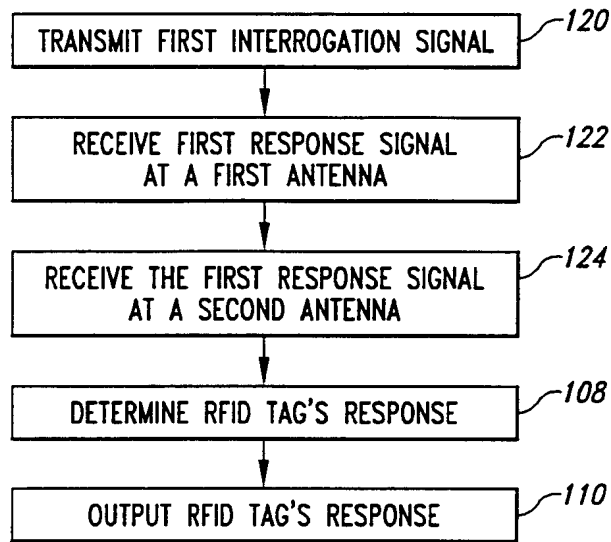 TRANSMIT FIRST INTERROGATION SIGNAL
120
RECEIVE FIRST RESPONSE SIGNAL
AT A FIRST ANTENNA
122
RECEIVE THE FIRST RESPONSE SIGNAL
AT A SECOND ANTENNA
124
DETERMINE RFID TAG'S RESPONSE
108
OUTPUT RFID TAG'S RESPONSE
110